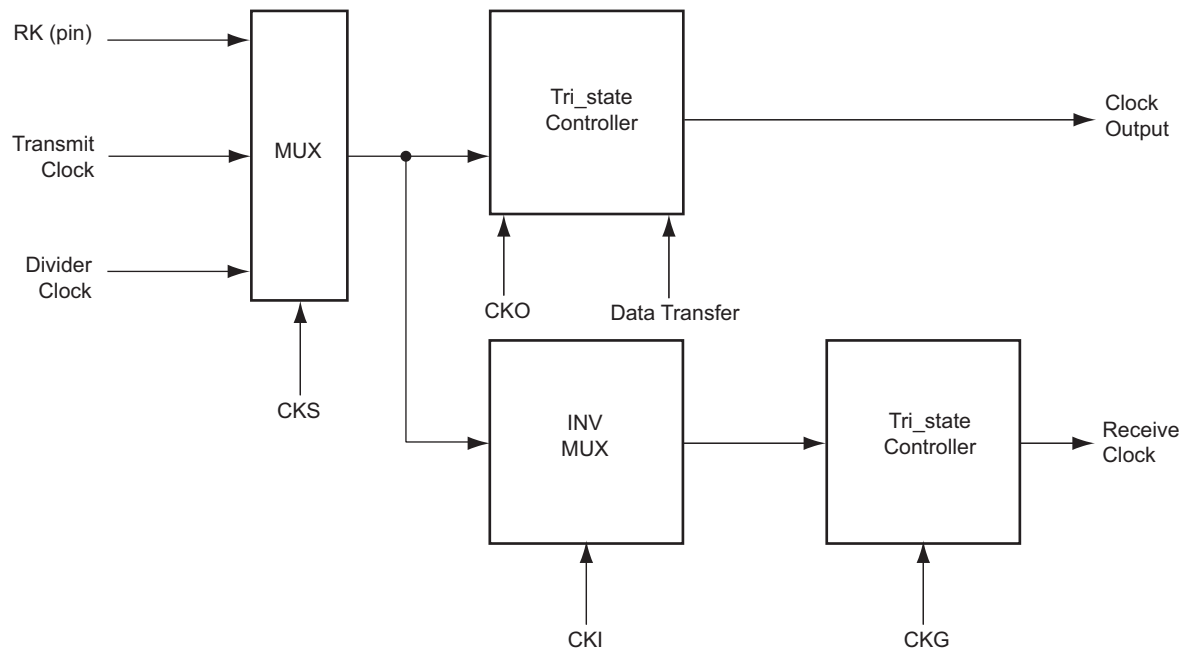 RK (pin)
Transmit
Clock
Divider
Clock
MUX
CKS
Tri_state
Controller
CKO
Data Transfer
Clock
Output
INV
MUX
CKI
Tri_state
Controller
CKG
Receive
Clock